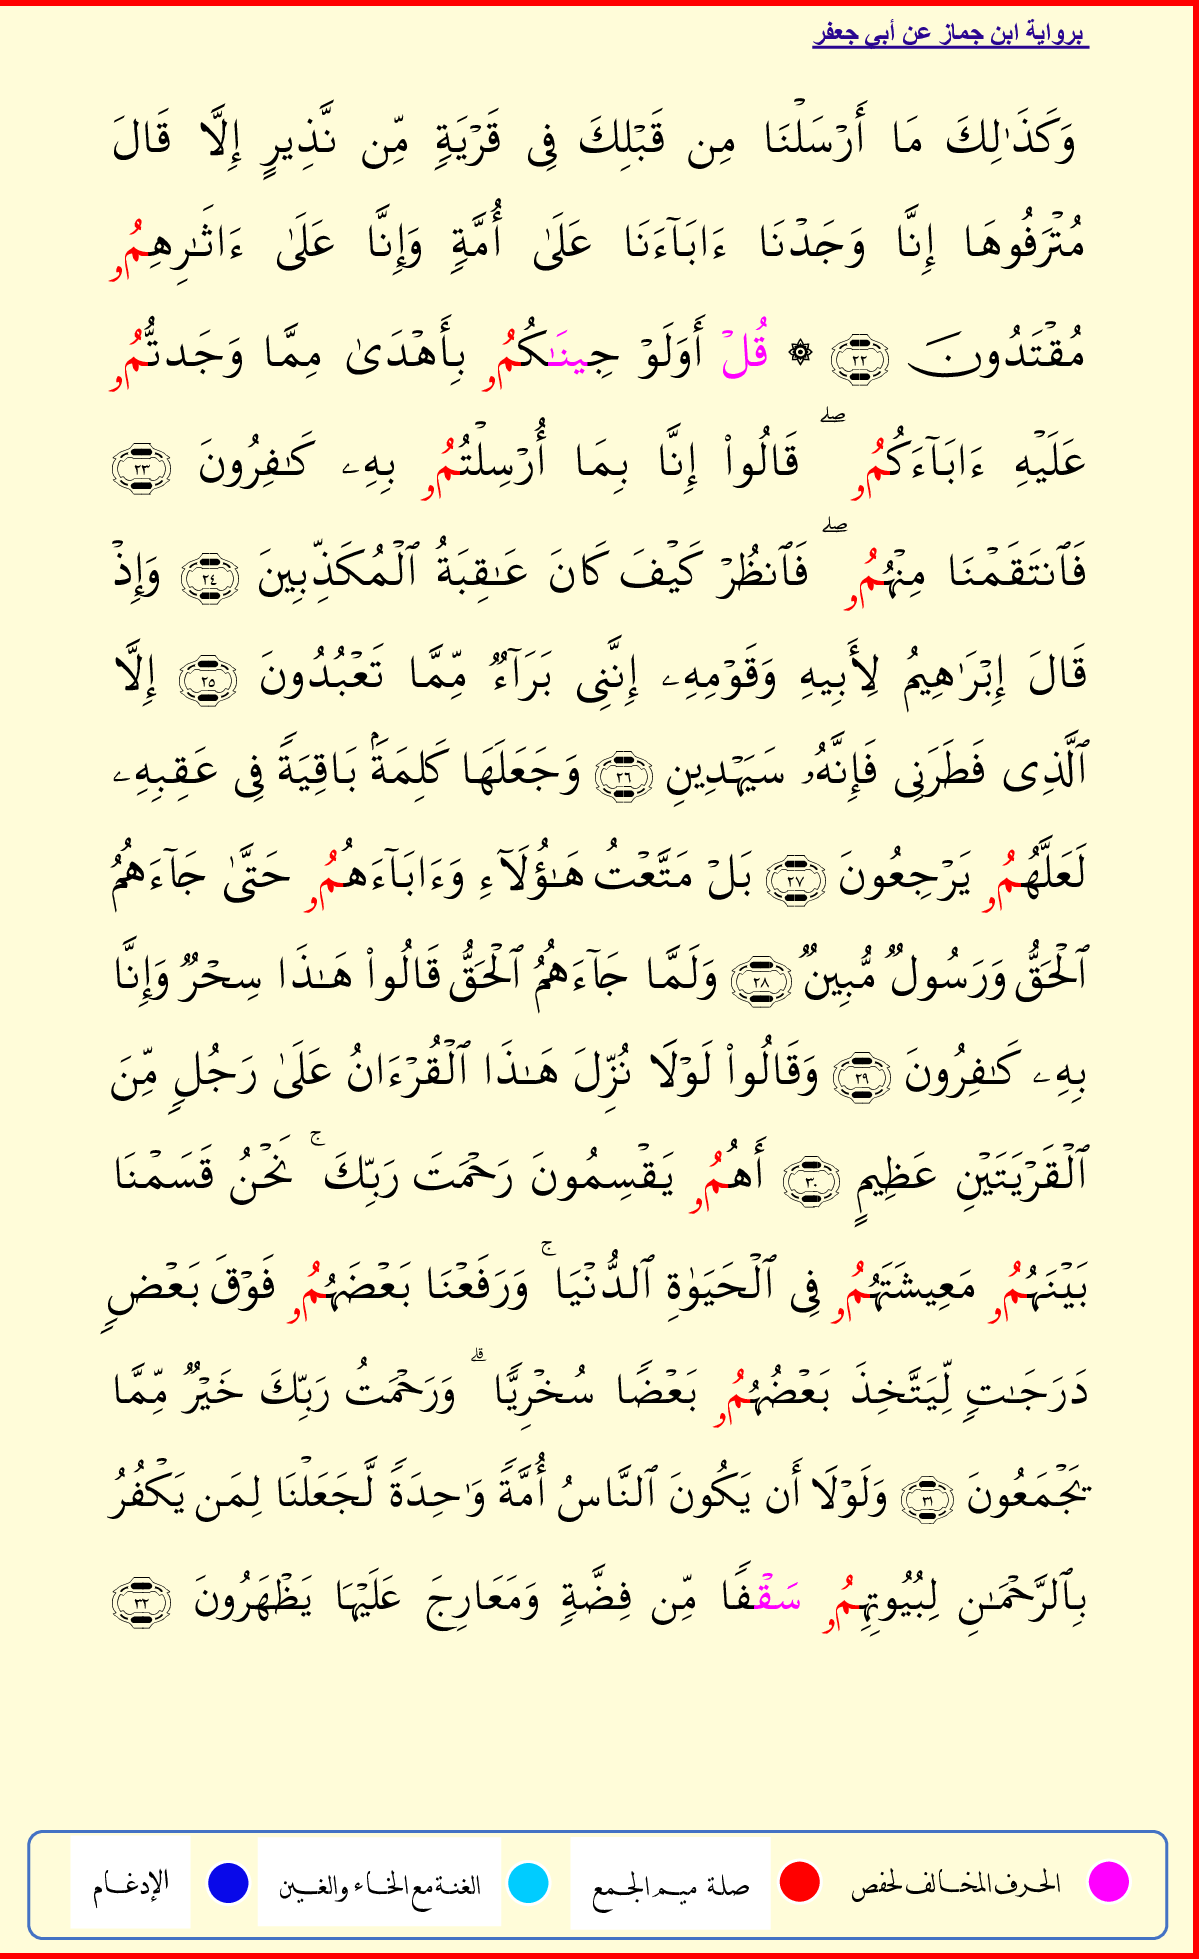 برواية ابن جماز عن أبي جعفر
وَكَذَٰلِكَ مَا أَرْسَلْنَا مِن قَبْلِكَ فِى قَرْيَةٍ مِّن نَّذِيرٍ إِلَّا قَالَ
مُتْرَفُوهَا إِنَّا وَجَدْنَا ءَابَآءَنَا عَلَىٰ أُمَّةٍ وَإِنَّا عَلَىٰ ءَاثَـٰرِهِمُۥ
مُقْتَدُونَ ٢٢ ۞ قُلْ أَوَلَوْ جِينَـٰكُمُۥ بِأَهْدَىٰ مِمَّا وَجَدتُّمُۥ
عَلَيْهِ ءَابَآءَكُمُۥ ۖ قَالُوا۟ إِنَّا بِمَا أُرْسِلْتُمُۥ بِهِۦ كَـٰفِرُونَ ٢٣
فَٱنتَقَمْنَا مِنْهُمُۥ ۖ فَٱنظُرْ كَيْفَ كَانَ عَـٰقِبَةُ ٱلْمُكَذِّبِينَ ٢٤ وَإِذْ
قَالَ إِبْرَٰهِيمُ لِأَبِيهِ وَقَوْمِهِۦ إِنَّنِى بَرَآءٌ مِّمَّا تَعْبُدُونَ ٢٥ إِلَّا
ٱلَّذِى فَطَرَنِى فَإِنَّهُۥ سَيَهْدِينِ ٢٦ وَجَعَلَهَا كَلِمَةًۢ بَاقِيَةً فِى عَقِبِهِۦ
لَعَلَّهُمُۥ يَرْجِعُونَ ٢٧ بَلْ مَتَّعْتُ هَـٰؤُلَآءِ وَءَابَآءَهُمُۥ حَتَّىٰ جَآءَهُمُ
ٱلْحَقُّ وَرَسُولٌ مُّبِينٌ ٢٨ وَلَمَّا جَآءَهُمُ ٱلْحَقُّ قَالُوا۟ هَـٰذَا سِحْرٌ وَإِنَّا
بِهِۦ كَـٰفِرُونَ ٢٩ وَقَالُوا۟ لَوْلَا نُزِّلَ هَـٰذَا ٱلْقُرْءَانُ عَلَىٰ رَجُلٍ مِّنَ
ٱلْقَرْيَتَيْنِ عَظِيمٍ ٣٠ أَهُمُۥ يَقْسِمُونَ رَحْمَتَ رَبِّكَ ۚ نَحْنُ قَسَمْنَا
بَيْنَهُمُۥ مَعِيشَتَهُمُۥ فِى ٱلْحَيَوٰةِ ٱلدُّنْيَا ۚ وَرَفَعْنَا بَعْضَهُمُۥ فَوْقَ بَعْضٍ
دَرَجَـٰتٍ لِّيَتَّخِذَ بَعْضُهُمُۥ بَعْضًا سُخْرِيًّا ۗ وَرَحْمَتُ رَبِّكَ خَيْرٌ مِّمَّا
يَجْمَعُونَ ٣١ وَلَوْلَا أَن يَكُونَ ٱلنَّاسُ أُمَّةً وَٰحِدَةً لَّجَعَلْنَا لِمَن يَكْفُرُ
بِٱلرَّحْمَـٰنِ لِبُيُوتِهِمُۥ سَقْفًا مِّن فِضَّةٍ وَمَعَارِجَ عَلَيْهَا يَظْهَرُونَ ٣٢
الحرف المخالف لحفص صلة ميم الجمع الغنة مع الخاء والغين الإدغام